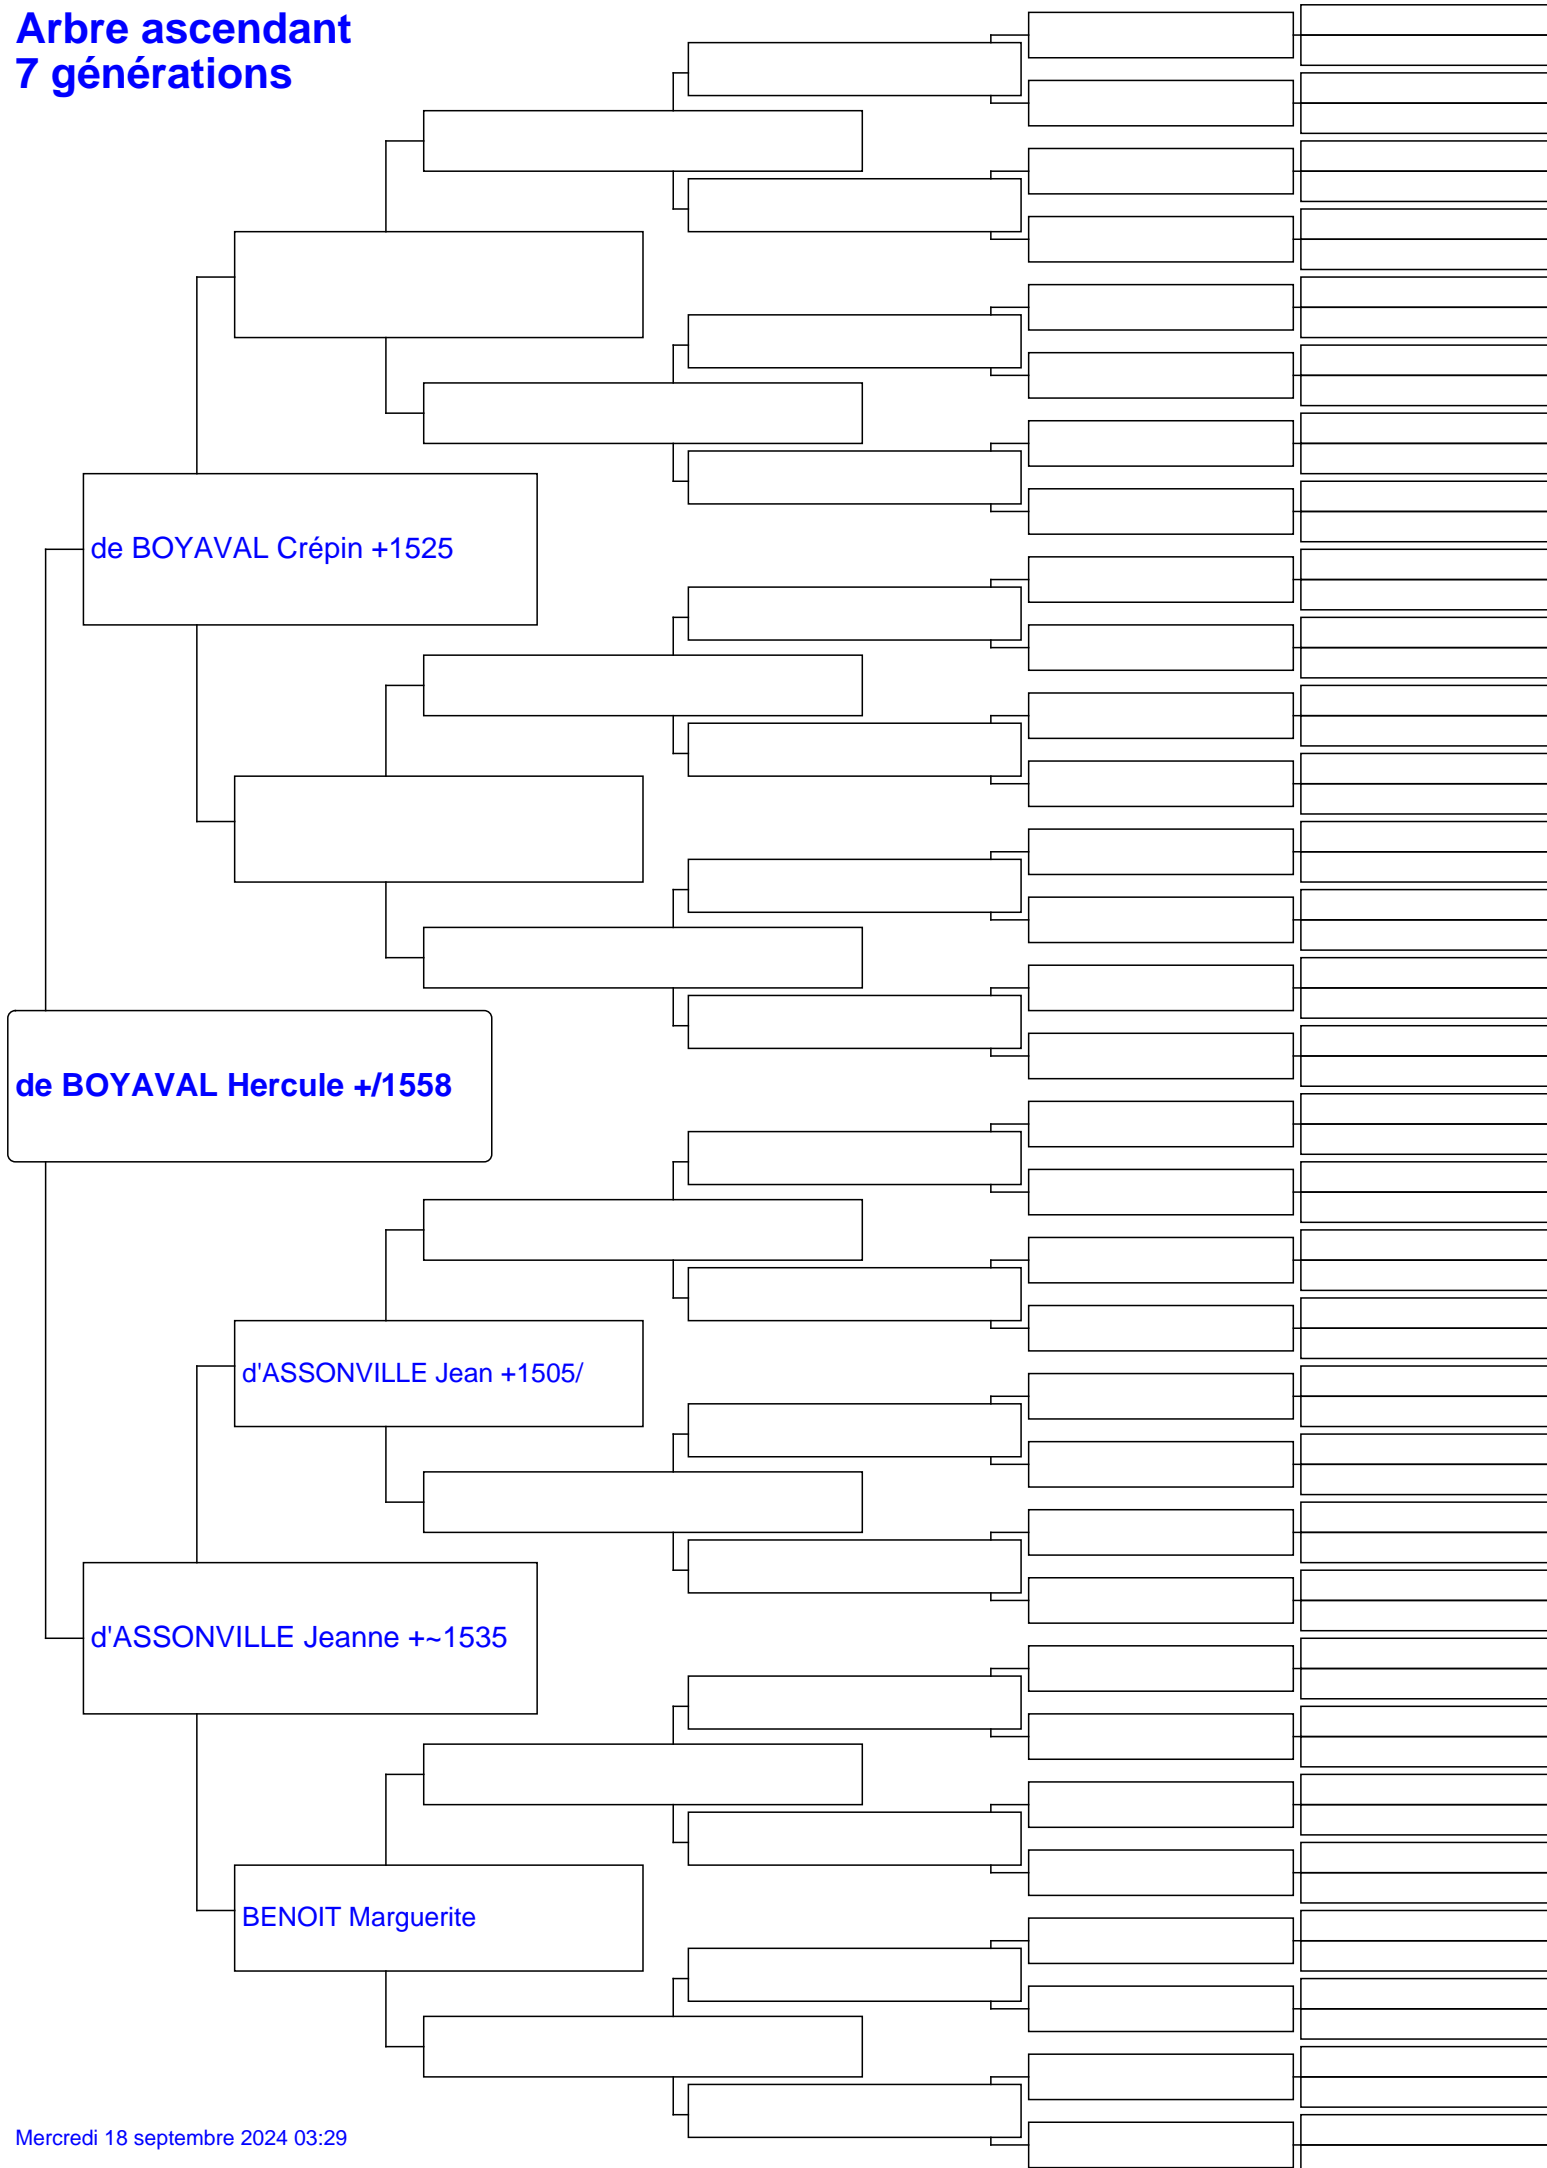 Arbre ascendant
7 générations
de BOYAVAL Crépin +1525
de BOYAVAL Hercule +/1558
d'ASSONVILLE Jean +1505/
d'ASSONVILLE Jeanne +~1535
BENOIT Marguerite
Mercredi 18 septembre 2024 03:29